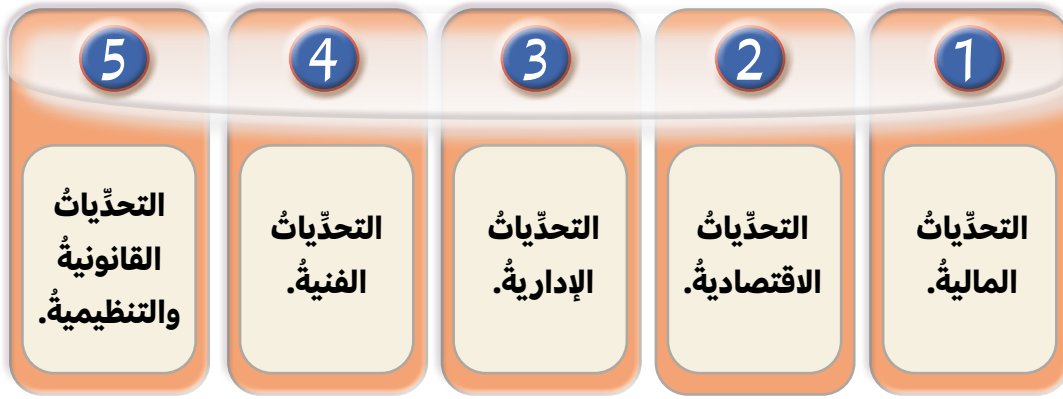 1
التحدِّياتُ
الماليةُ.
2
التحدِّياتُ
الاقتصاديةُ.
3
التحدِّياتُ
الإداريةُ.
4
التحدِّياتُ
الفنيةُ.
5
التحدِّياتُ
القانونيةُ
والتنظيميةُ.